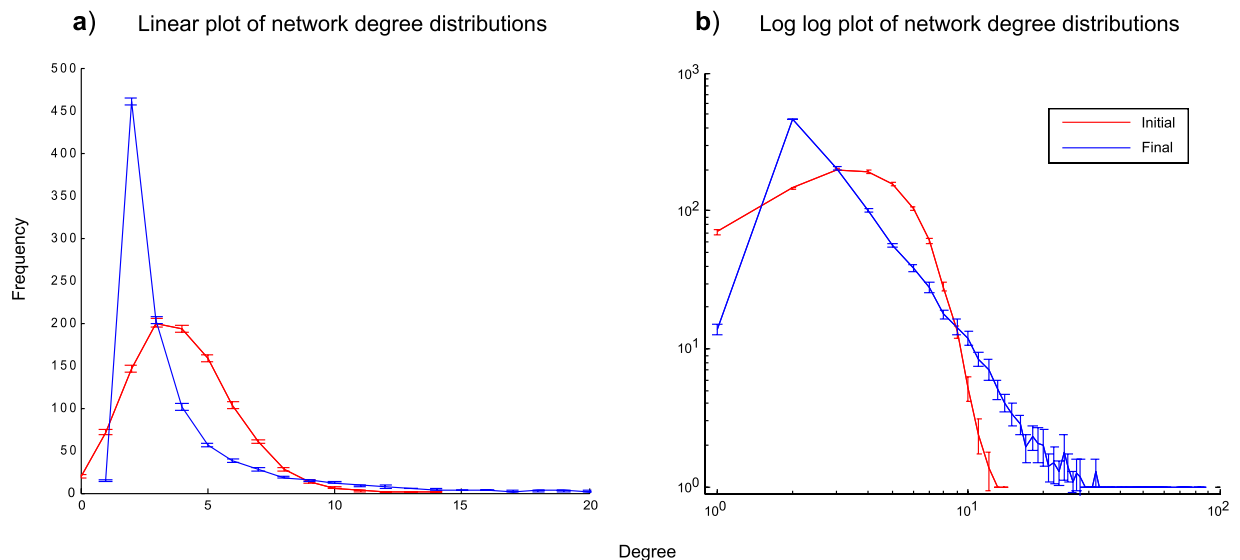 a) Linear plot of network degree distributions
500
450
400
350
300
250
200
150
100
50
0
0 5 10 15 20
Frequency
b) Log log plot of network degree distributions
10^3
10^2
10^1
10^0
10^0 10^1 10^2
Initial
Final
Degree